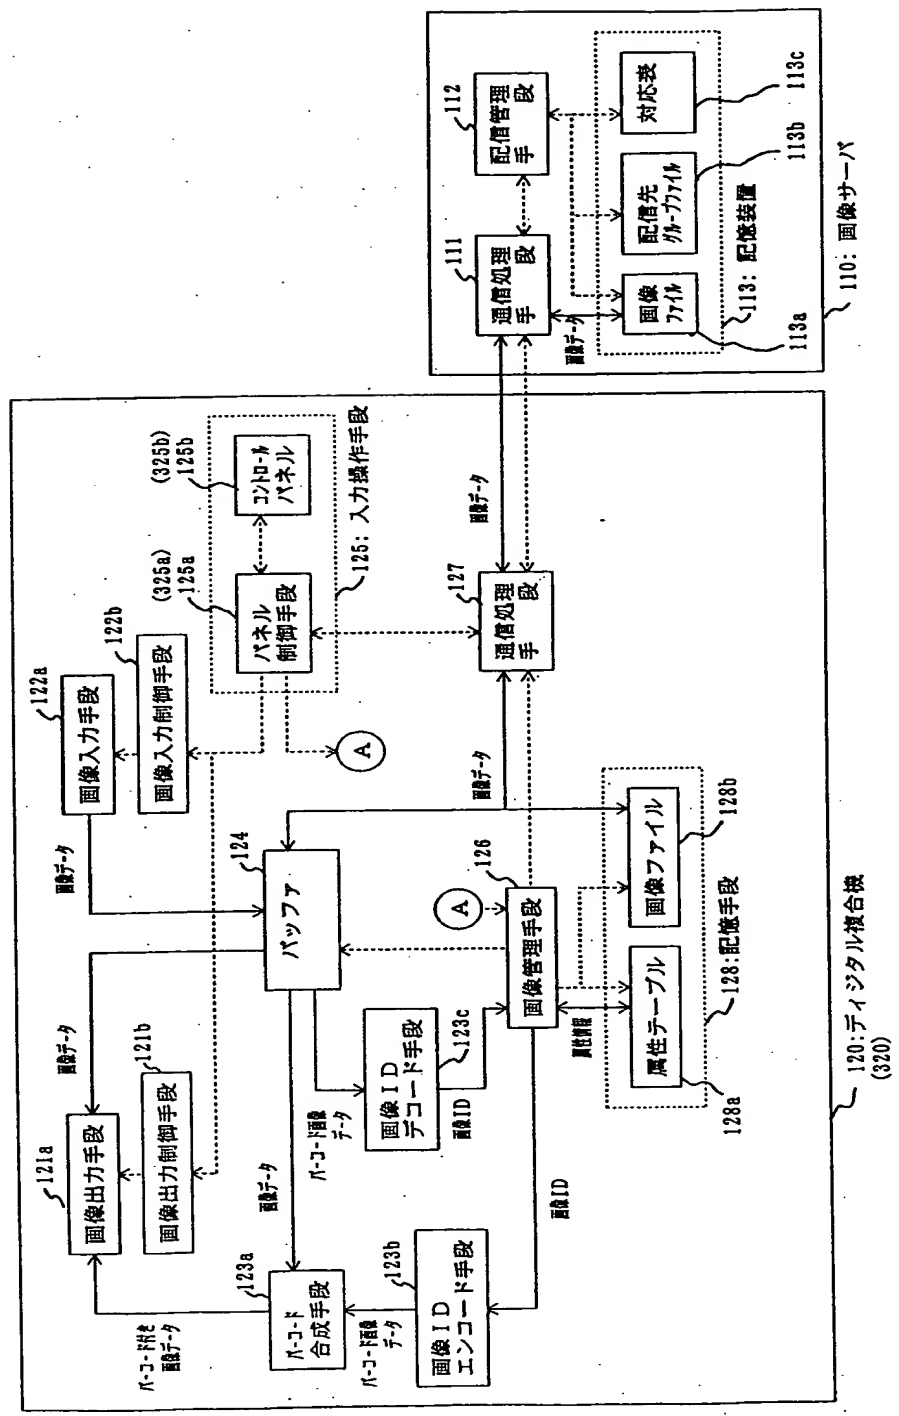 121a
画像出力手段
121b
画像出力制御手段
122a
画像入力手段
122b
画像入力制御手段
画像データ
画像データ
バーコード付き
画像データ
123a
バーコード
合成手段
画像データ
124
バッファ
バーコード画像
データ
画像ID
デコード手段
123c
画像ID
バーコード画像
データ
123b
画像ID
エンコード手段
画像ID
(325a)
125a
パネル
制御手段
(325b)
125b
コントロール
パネル
125: 入力操作手段
A
A
126
画像管理手段
画像データ
127
通信処理
手段
画像データ
属性情報
属性テーブル
128a
画像ファイル
128b
128:記憶手段
120:ディジタル複合機
(320)
111
通信処理
手段
112
配信管理
手段
画像データ
画像
ファイル
113a
配信先
グループファイル
113b
対応表
113c
113: 記憶装置
110: 画像サーバ